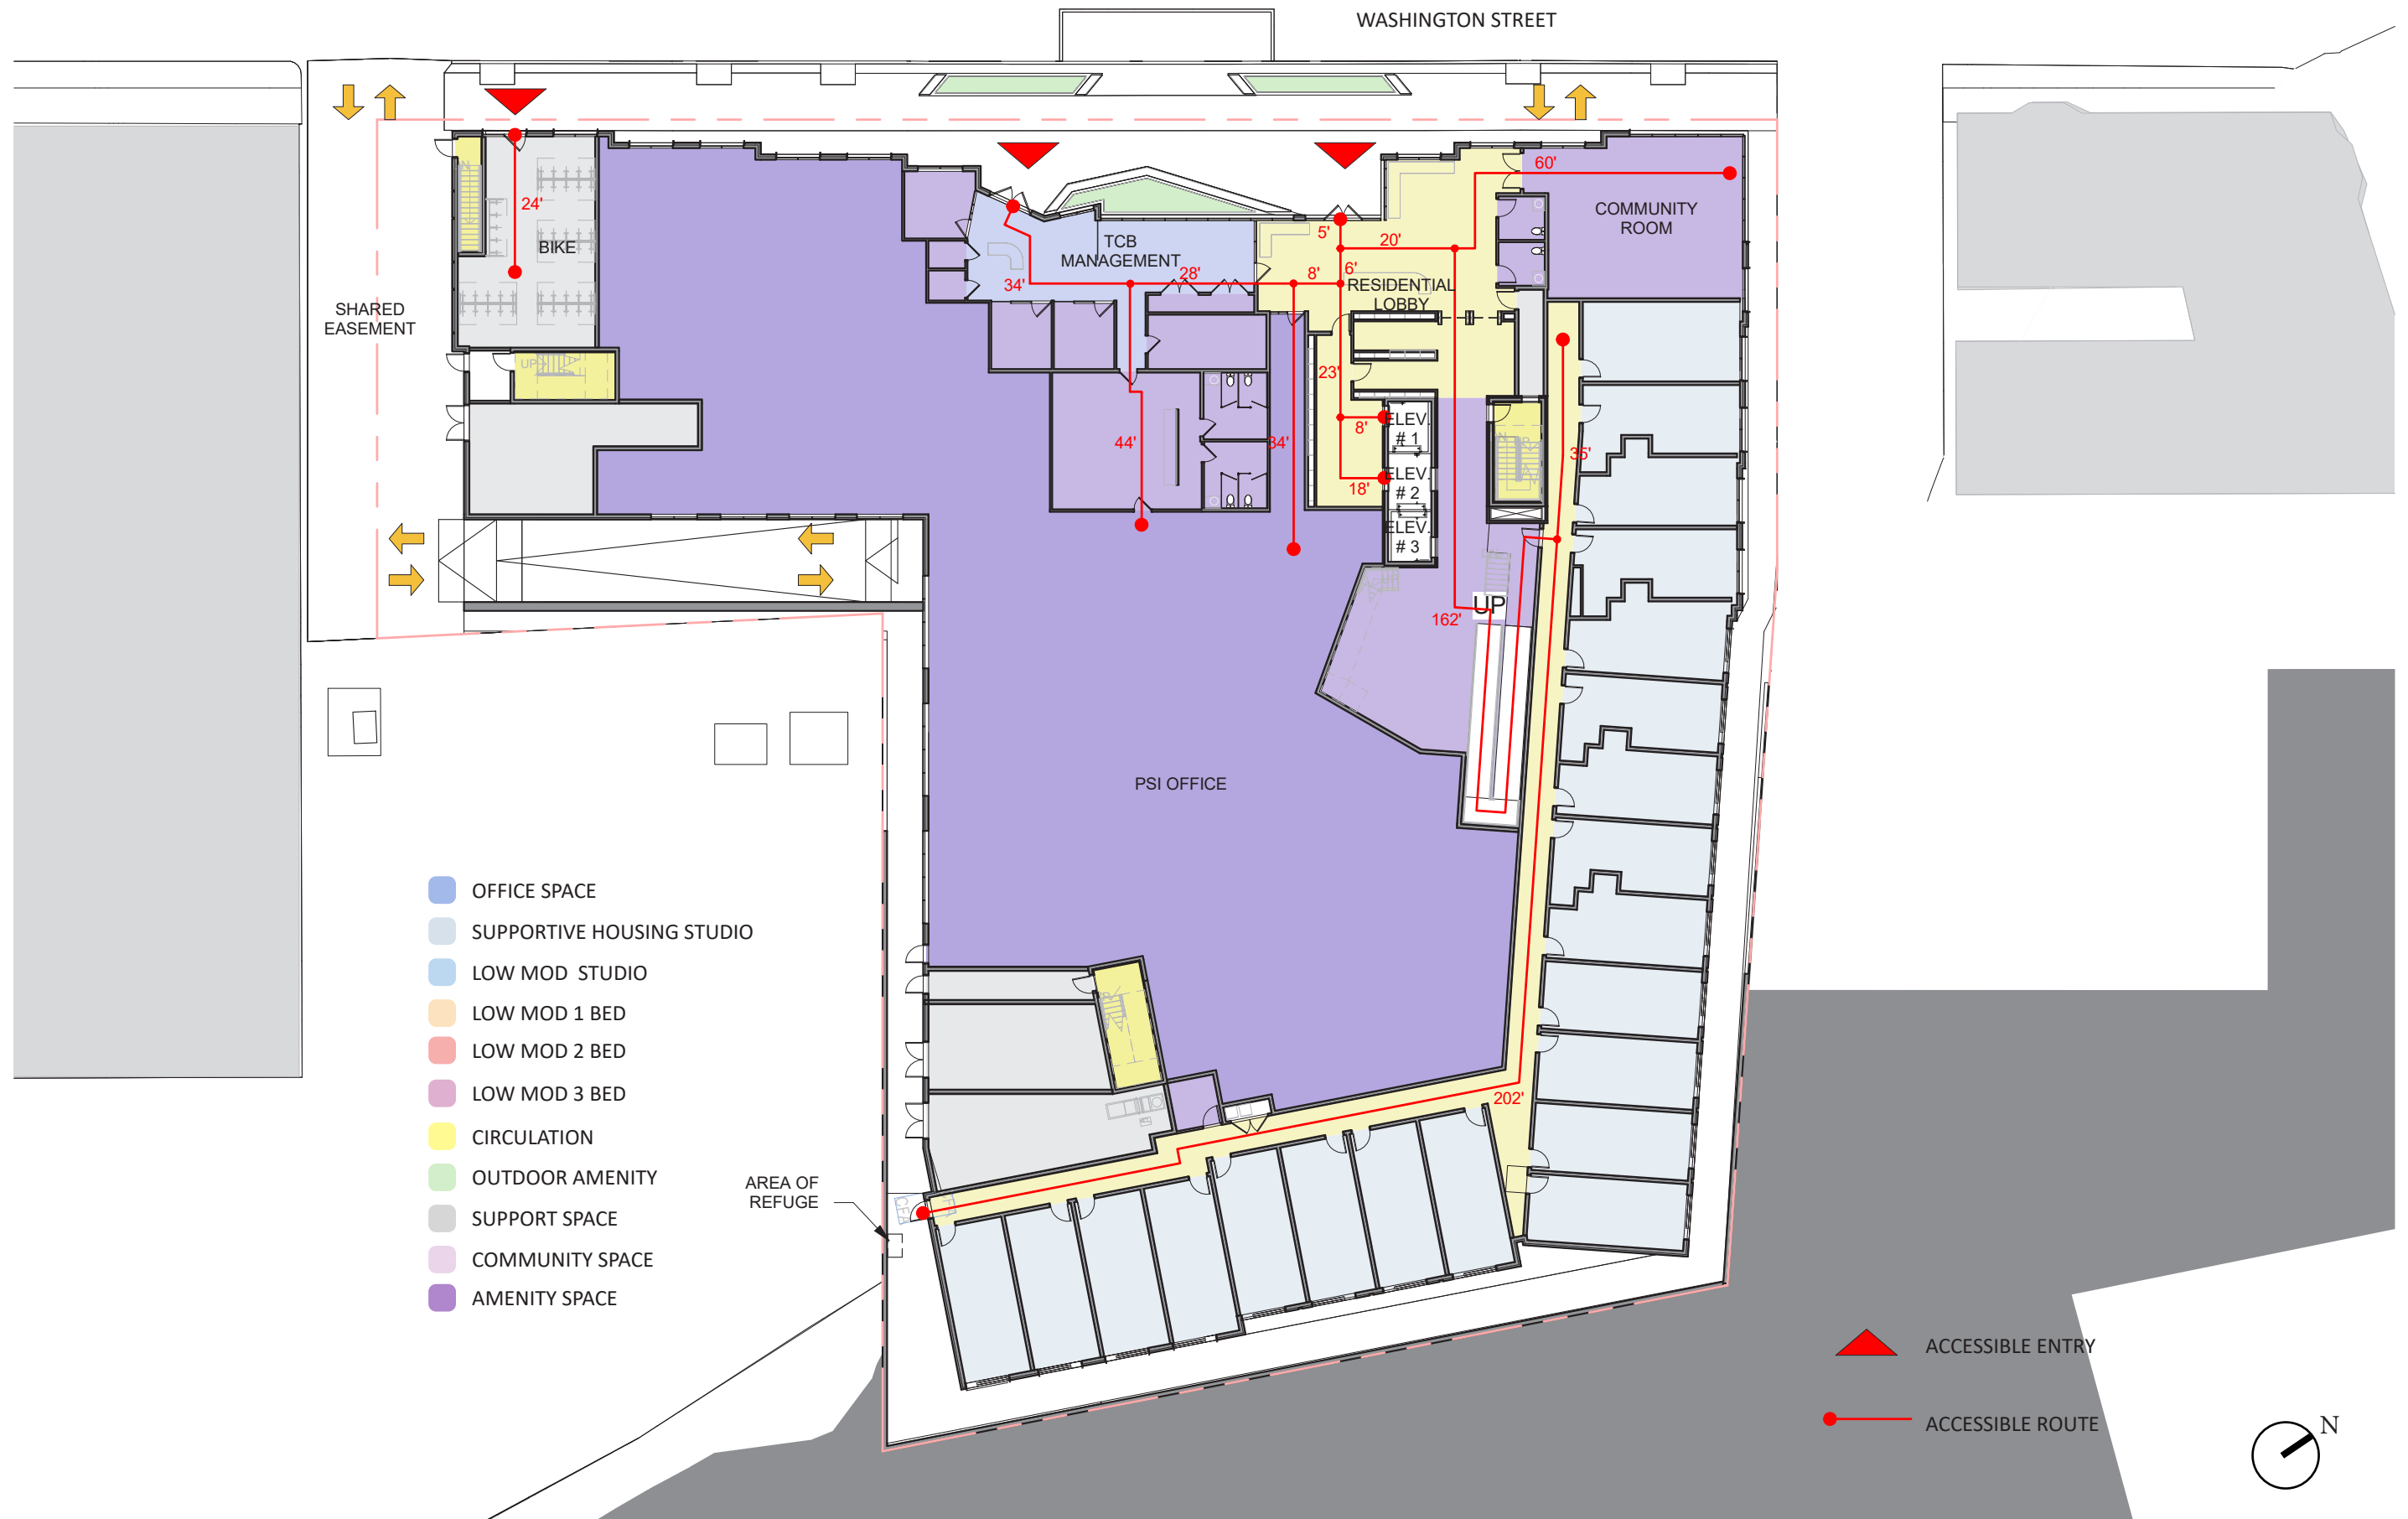 WASHINGTON STREET
60'
24'
BIKE
COMMUNITY
ROOM
5'
20'
TCB
MANAGEMENT
34'
28'
8'
6'
RESIDENTIAL
LOBBY
SHARED
EASEMENT
UP
23'
8'
ELEV.
# 1
44'
34'
35'
18'
ELEV.
# 2
ELEV.
# 3
UP
162'
PSI OFFICE
OFFICE SPACE
SUPPORTIVE HOUSING STUDIO
LOW MOD STUDIO
LOW MOD 1 BED
LOW MOD 2 BED
LOW MOD 3 BED
CIRCULATION
OUTDOOR AMENITY
SUPPORT SPACE
COMMUNITY SPACE
AMENITY SPACE
202'
AREA OF
REFUGE
ACCESSIBLE ENTRY
ACCESSIBLE ROUTE
N